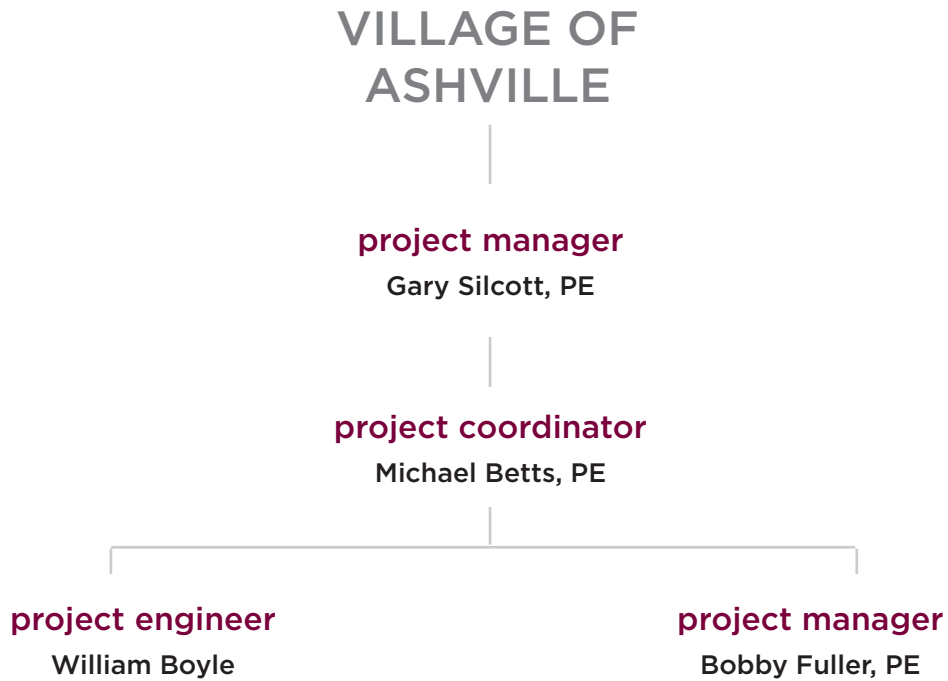 VILLAGE OF
ASHVILLE
project manager
Gary Silcott, PE
project coordinator
Michael Betts, PE
project engineer
William Boyle
project manager
Bobby Fuller, PE